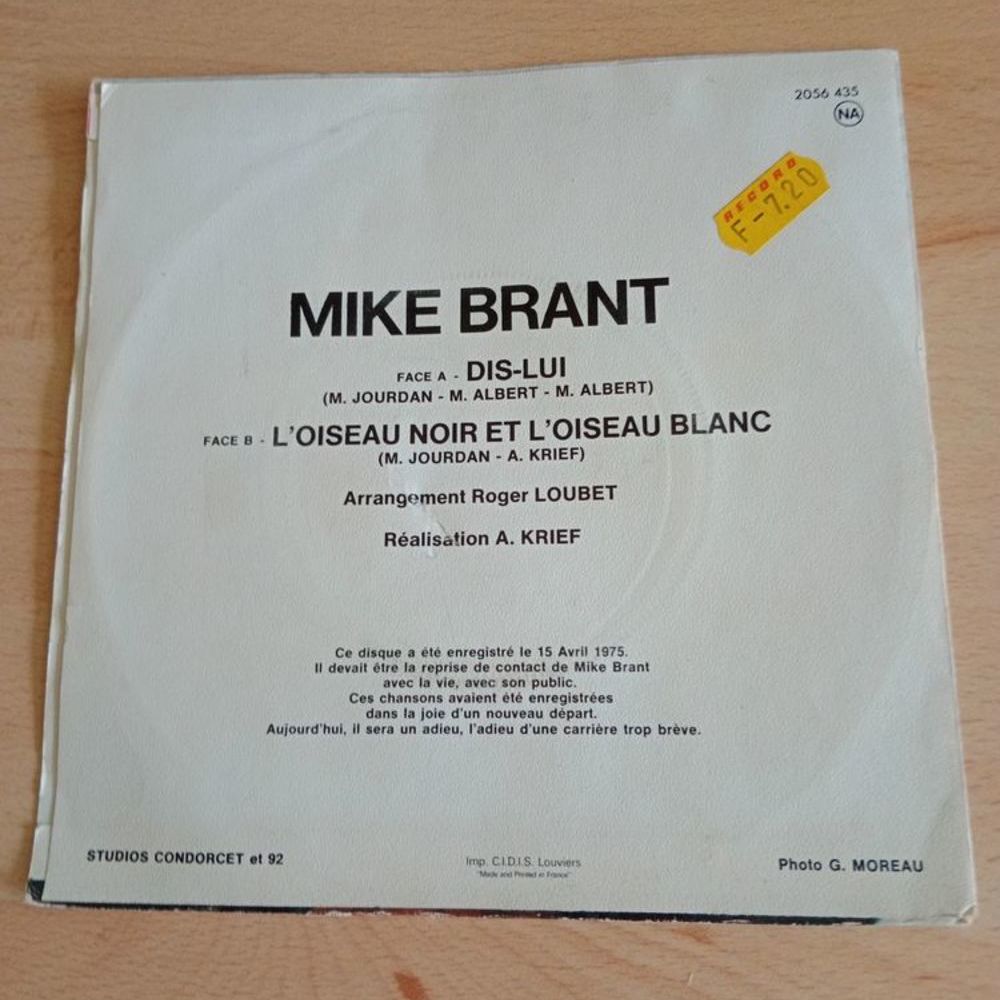 2056 435
NA
RECORD
F-7.20
MIKE BRANT
FACE A - DIS-LUI
(M. JOURDAN - M. ALBERT - M. ALBERT)
FACE B - L'OISEAU NOIR ET L'OISEAU BLANC
(M. JOURDAN - A. KRIEF)
Arrangement Roger LOUBET
Réalisation A. KRIEF
Ce disque a été enregistré le 15 Avril 1975.
Il devait être la reprise de contact de Mike Brant
avec la vie, avec son public.
Ces chansons avaient été enregistrées
dans la joie d'un nouveau départ.
Aujourd'hui, il sera un adieu, l'adieu d'une carrière trop brève.
STUDIOS CONDORCET et 92
Imp. C.I.D.I.S. Louviers
"Made and Printed in France"
Photo G. MOREAU